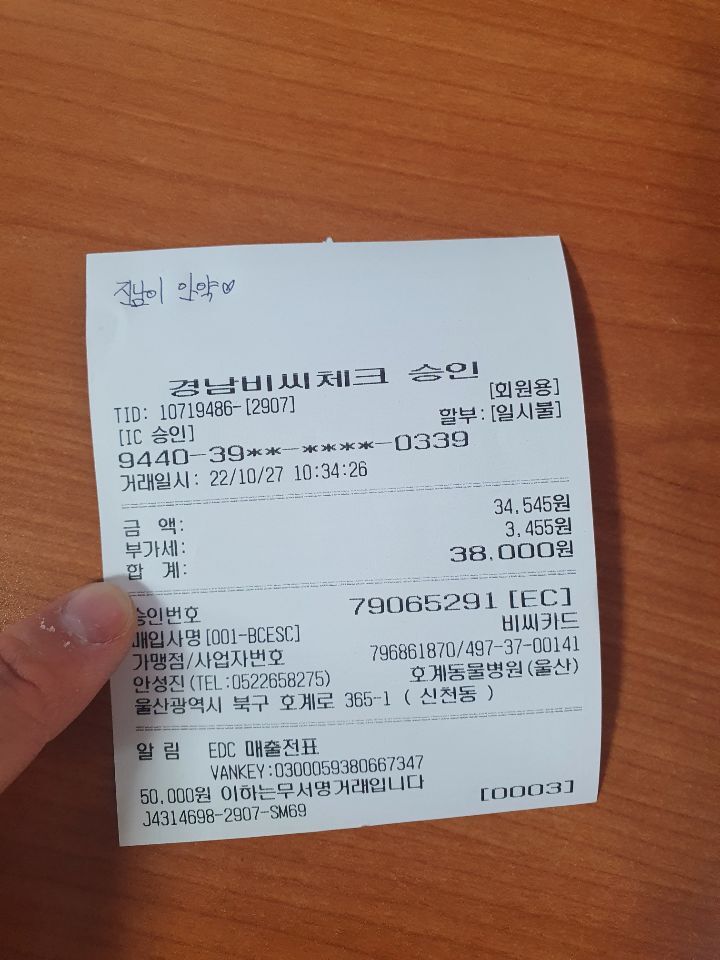 진남이 안약♡
경남비씨체크 승인
[회원용]
TID: 10719486-[2907]
할부:[일시불]
[IC 승인]
9440-39**-****-0339
거래일시: 22/10/27 10:34:26
금 액: 34,545원
부가세: 3,455원
합 계: 38,000원
승인번호 79065291[EC]
매입사명[001-BCESC] 비씨카드
가맹점/사업자번호 796861870/497-37-00141
안성진(TEL:0522658275) 호계동물병원(울산)
울산광역시 북구 호계로 365-1 ( 신천동 )
알 림 EDC 매출전표
VANKEY:0300059380667347
50,000원 이하는무서명거래입니다
J4314698-2907-SM69 [0003]